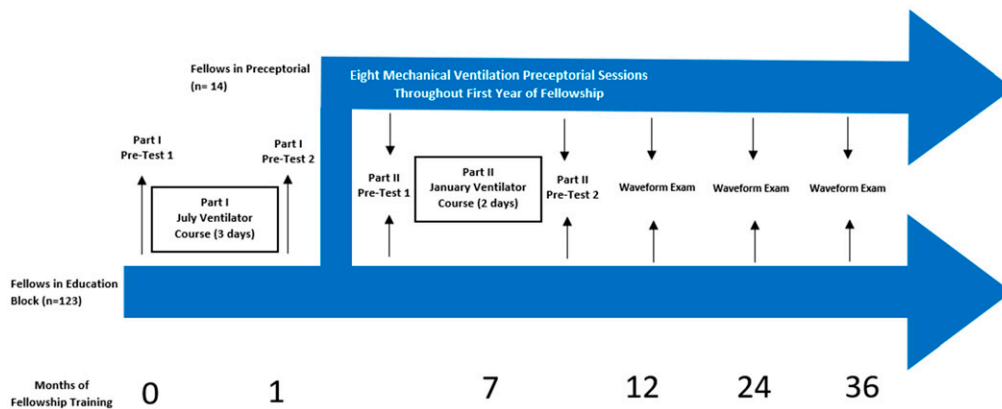 Fellows in Preceptorial
(n= 14)
Eight Mechanical Ventilation Preceptorial Sessions
Throughout First Year of Fellowship
Part I
Pre-Test 1
Part I
Pre-Test 2
Part I
July Ventilator
Course (3 days)
Part II
Pre-Test 1
Part II
January Ventilator
Course (2 days)
Part II
Pre-Test 2
Waveform Exam
Waveform Exam
Waveform Exam
Fellows in Education
Block (n=123)
Months of
Fellowship Training
0 1 7 12 24 36